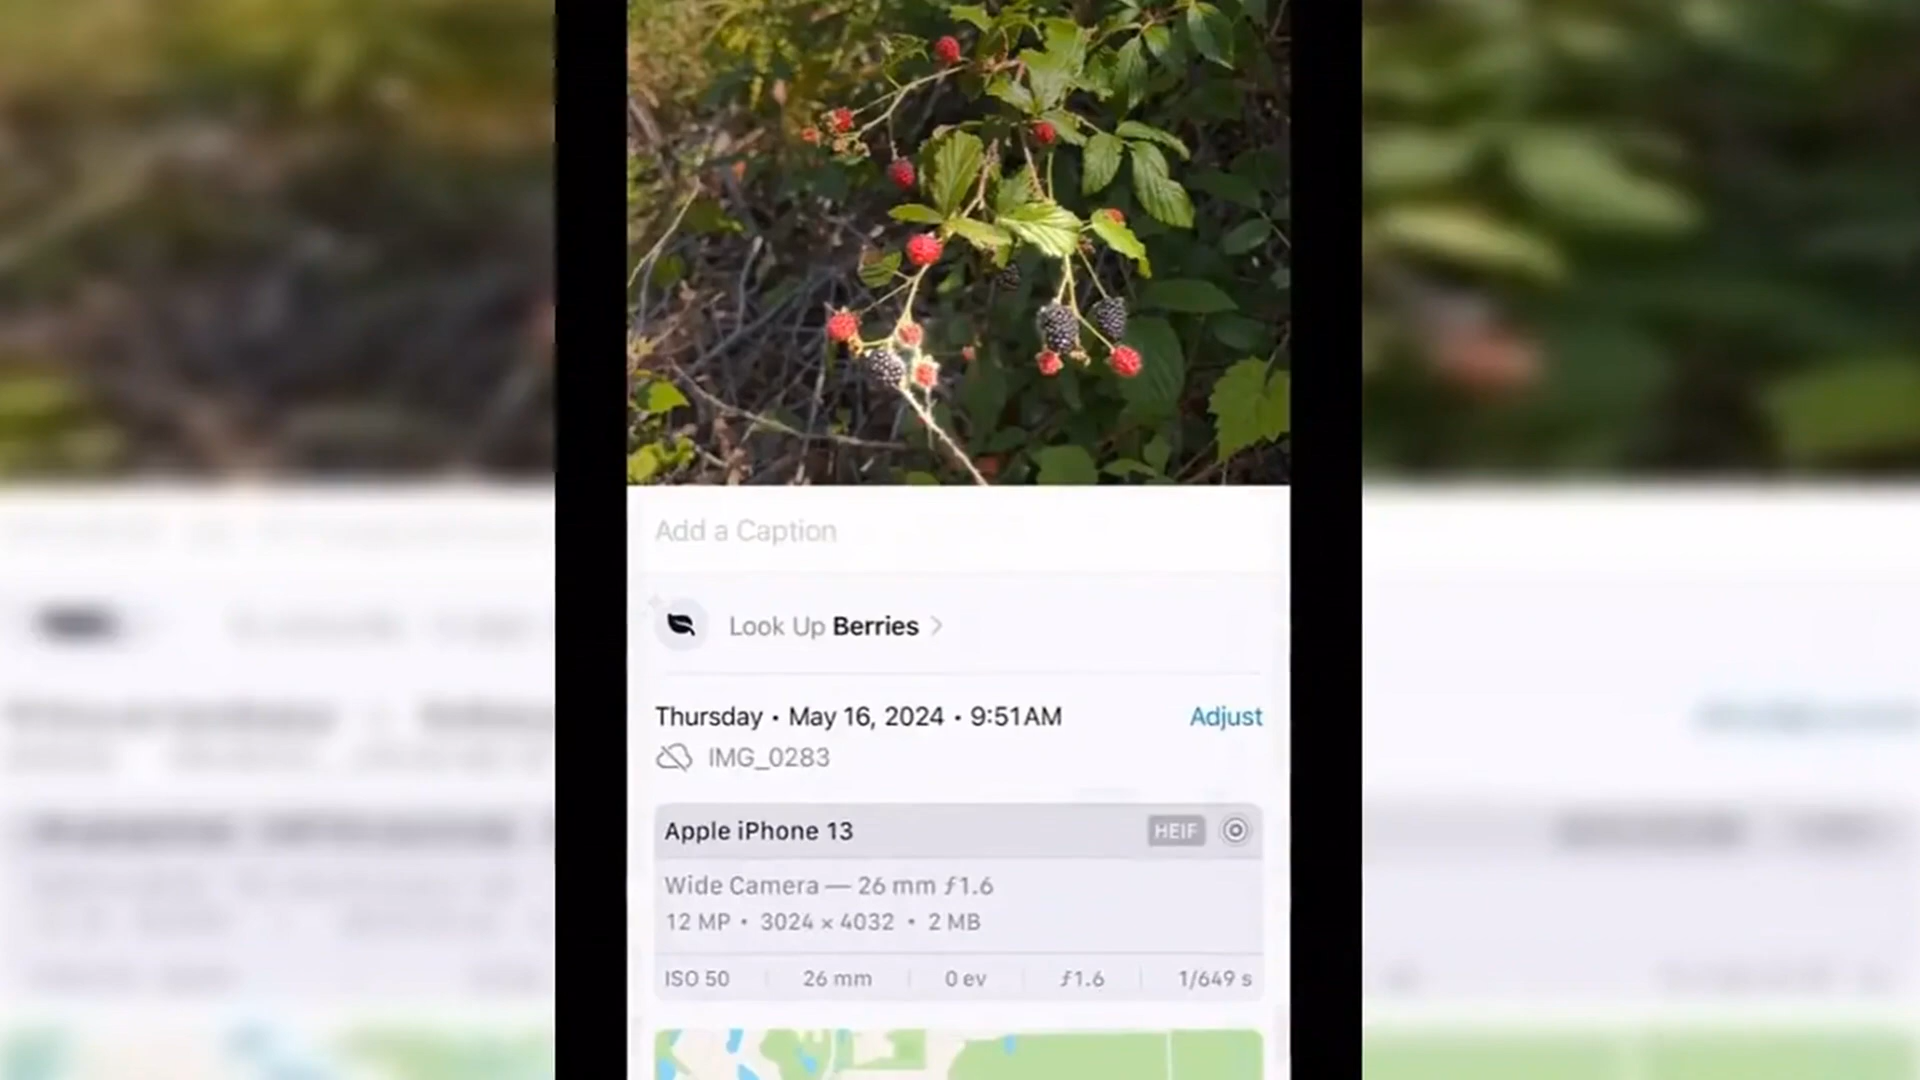 Add a Caption
Look Up Berries
Thursday • May 16, 2024 • 9:51AM
Adjust
IMG_0283
Apple iPhone 13
HEIF
Wide Camera — 26 mm ƒ1.6
12 MP • 3024 × 4032 • 2 MB
ISO 50 26 mm 0 ev ƒ1.6 1/649 s